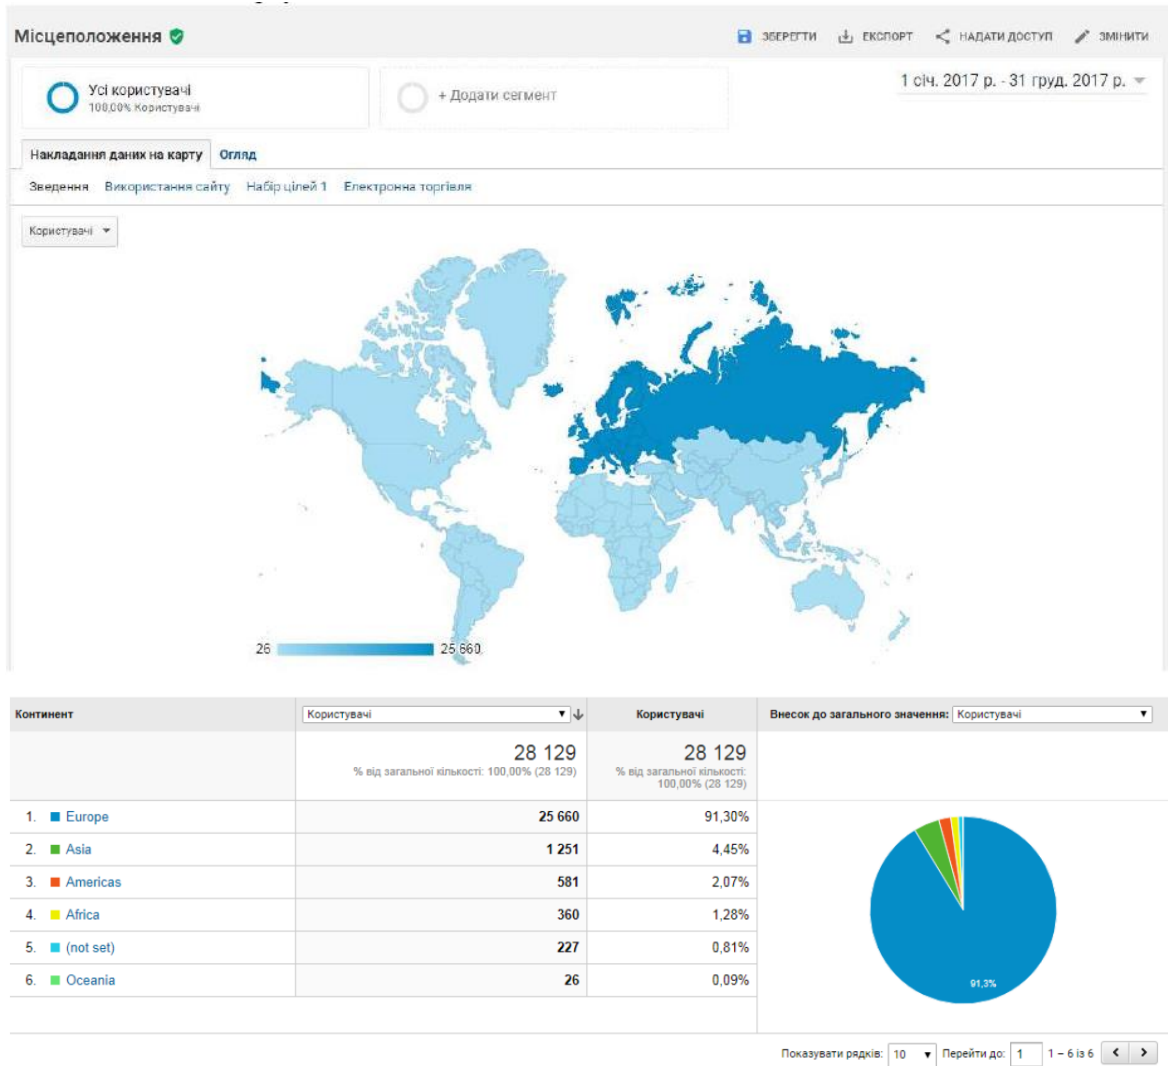 Місцеположення
ЗБЕРЕГТИ ЕКСПОРТ НАДАТИ ДОСТУП ЗМІНИТИ
Усі користувачі
100,00% Користувачі
+ Додати сегмент
1 січ. 2017 р. - 31 груд. 2017 р.
Накладання даних на карту Огляд
Зведення Використання сайту Набір цілей 1 Електронна торгівля
Користувачі
26 25 660
Континент Користувачі Користувачі Внесок до загального значення: Користувачі
28 129 28 129
% від загальної кількості: 100,00% (28 129) % від загальної кількості:
100,00% (28 129)
1. Europe 25 660 91,30%
2. Asia 1 251 4,45%
3. Americas 581 2,07%
4. Africa 360 1,28%
5. (not set) 227 0,81%
6. Oceania 26 0,09%
91,3%
Показувати рядків: 10 Перейти до: 1 1 – 6 із 6